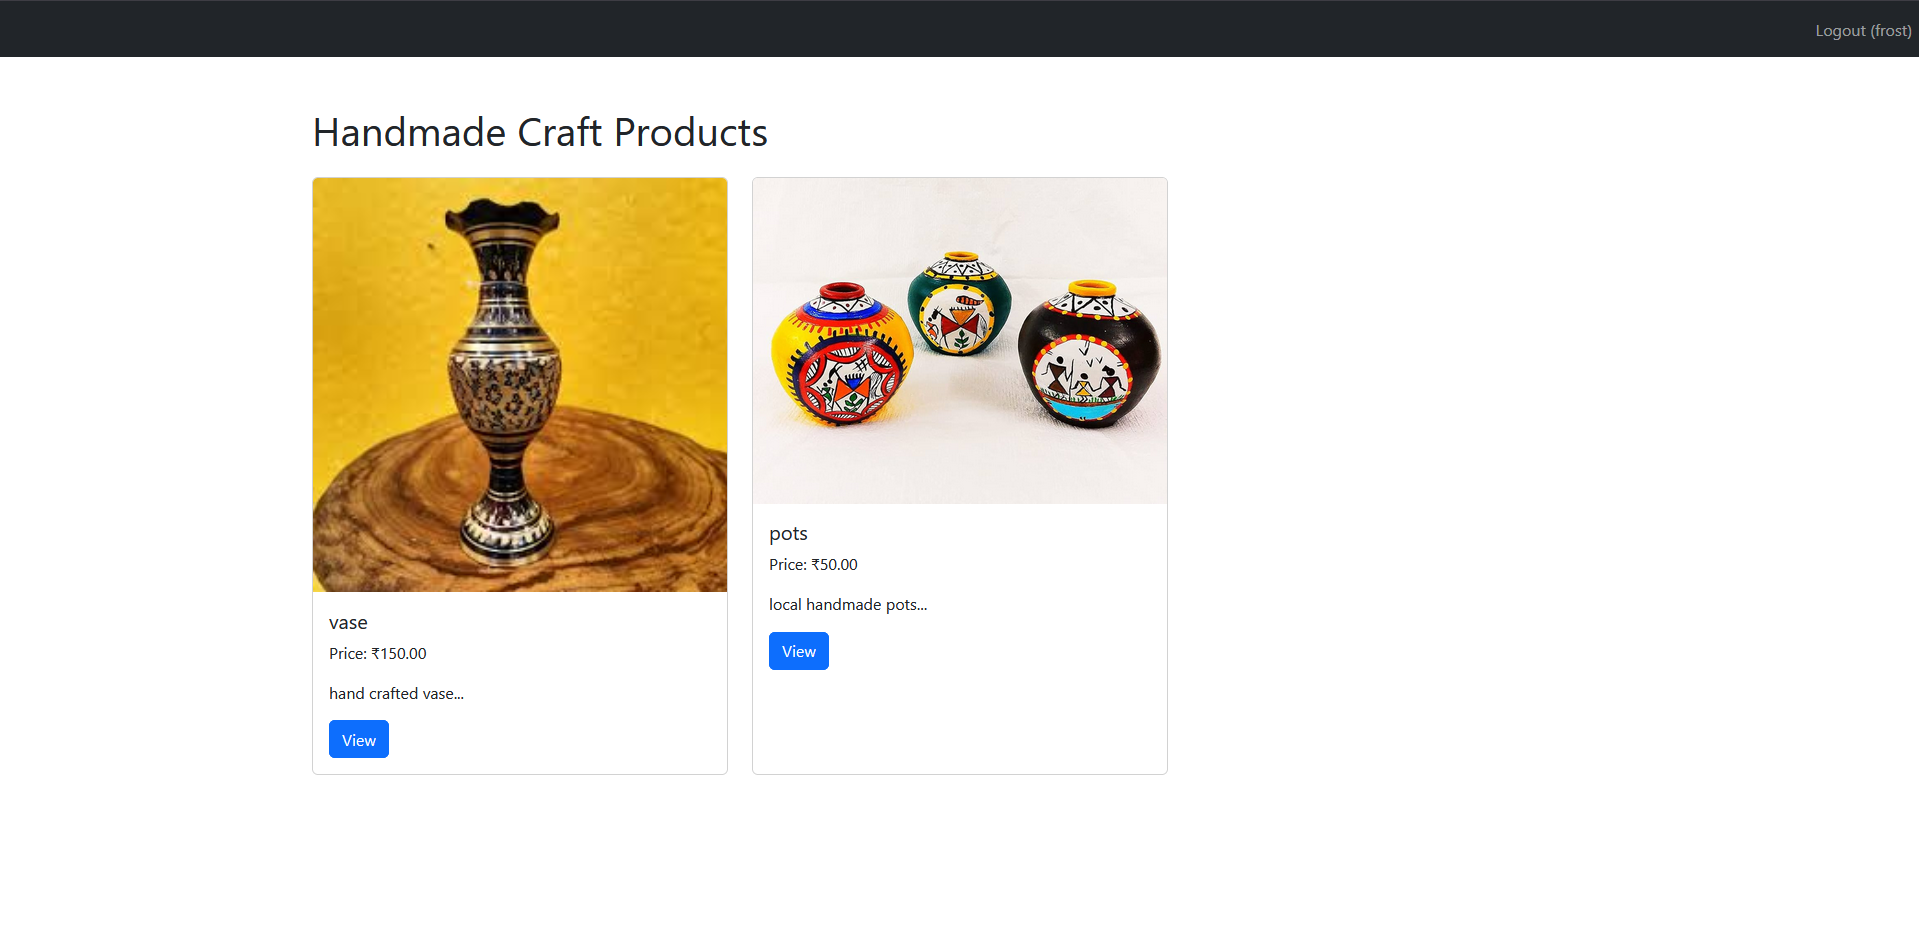 Logout (frost)
Handmade Craft Products
vase
Price: ₹150.00
hand crafted vase...
View
pots
Price: ₹50.00
local handmade pots...
View